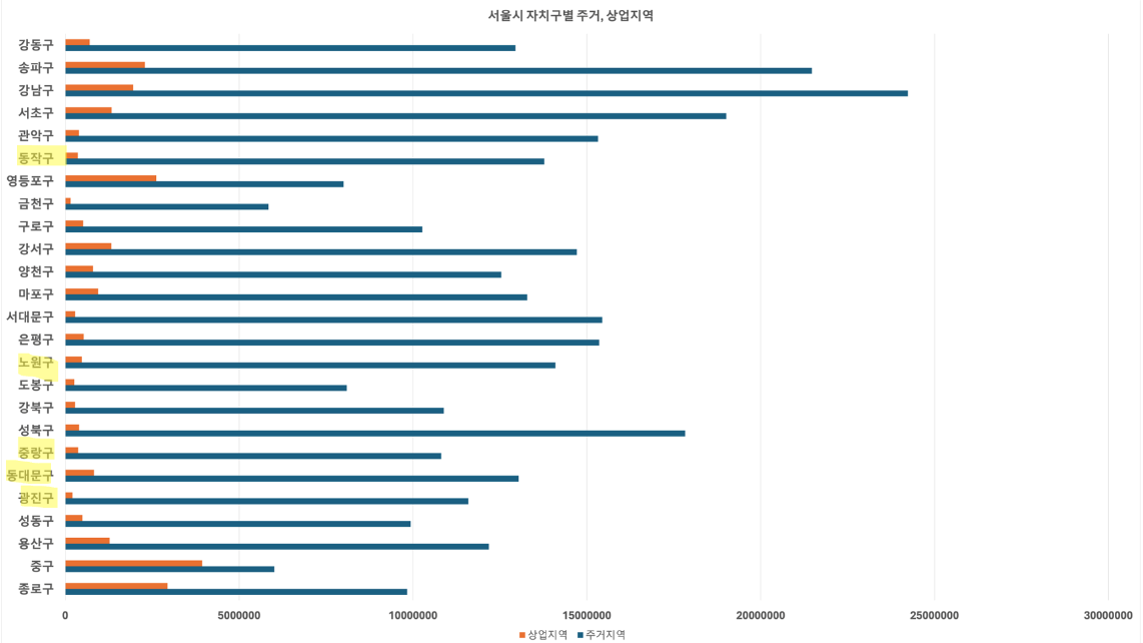 서울시 자치구별 주거, 상업지역
강동구
송파구
강남구
서초구
관악구
동작구
영등포구
금천구
구로구
강서구
양천구
마포구
서대문구
은평구
노원구
도봉구
강북구
성북구
중랑구
동대문구
광진구
성동구
용산구
중구
종로구
0 5000000 10000000 15000000 20000000 25000000 30000000
상업지역 주거지역